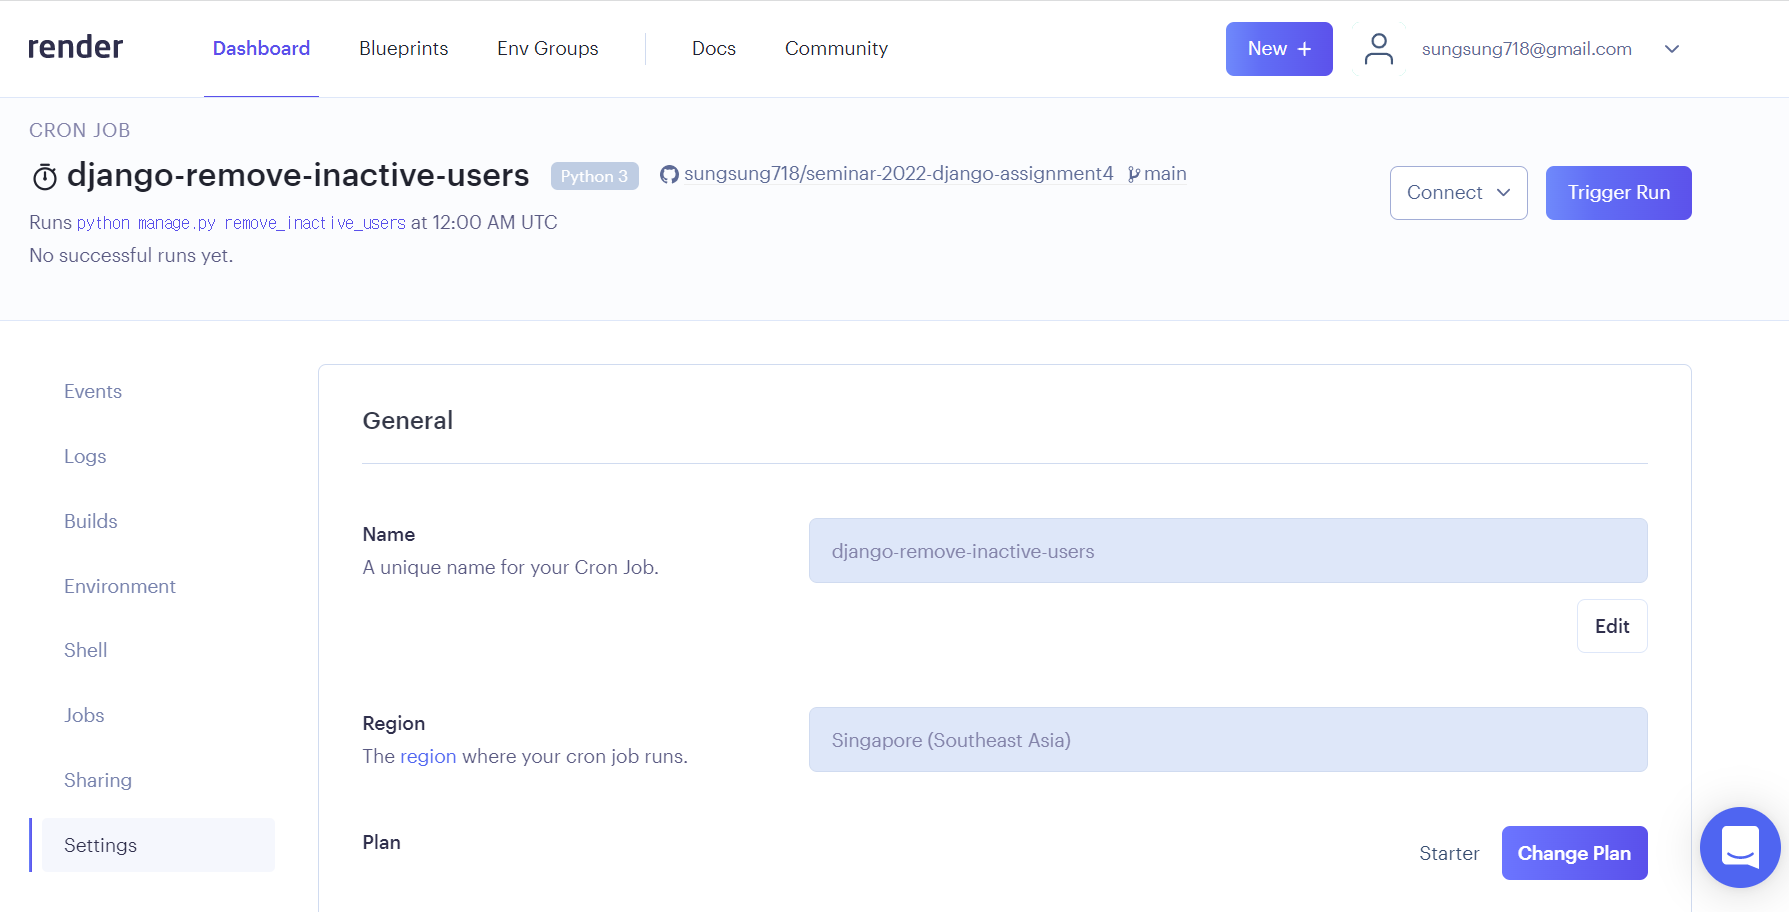 render
Dashboard Blueprints Env Groups Docs Community New + sungsung718@gmail.com
CRON JOB
django-remove-inactive-users Python 3 sungsung718/seminar-2022-django-assignment4 main
Connect Trigger Run
Runs python manage.py remove_inactive_users at 12:00 AM UTC
No successful runs yet.
Events
Logs
Builds
Environment
Shell
Jobs
Sharing
Settings
General
Name
A unique name for your Cron Job.
django-remove-inactive-users
Edit
Region
The region where your cron job runs.
Singapore (Southeast Asia)
Plan
Starter Change Plan